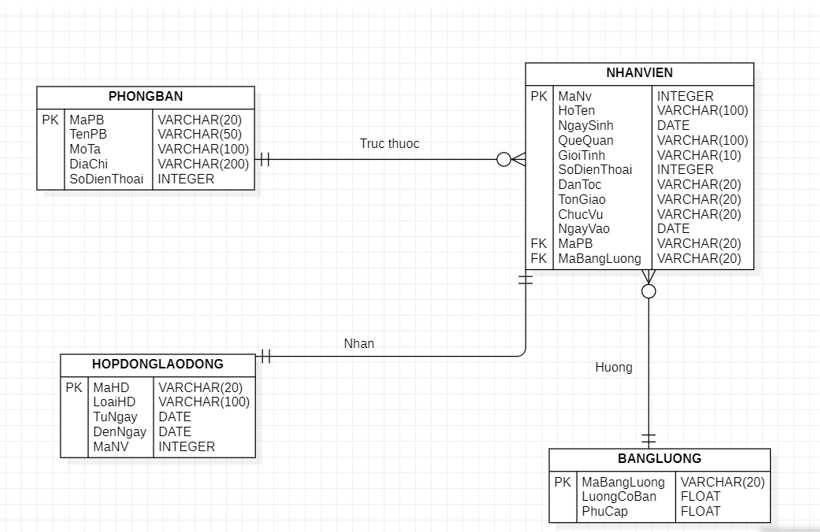 PHONGBAN
PK MaPB VARCHAR(20)
TenPB VARCHAR(50)
MoTa VARCHAR(100)
DiaChi VARCHAR(200)
SoDienThoai INTEGER
Truc thuoc
NHANVIEN
PK MaNv INTEGER
HoTen VARCHAR(100)
NgaySinh DATE
QueQuan VARCHAR(100)
GioiTinh VARCHAR(10)
SoDienThoai INTEGER
DanToc VARCHAR(20)
TonGiao VARCHAR(20)
ChucVu VARCHAR(20)
NgayVao DATE
FK MaPB VARCHAR(20)
FK MaBangLuong VARCHAR(20)
Nhan
HOPDONGLAODONG
PK MaHD VARCHAR(20)
LoaiHD VARCHAR(100)
TuNgay DATE
DenNgay DATE
MaNV INTEGER
Huong
BANGLUONG
PK MaBangLuong VARCHAR(20)
LuongCoBan FLOAT
PhuCap FLOAT